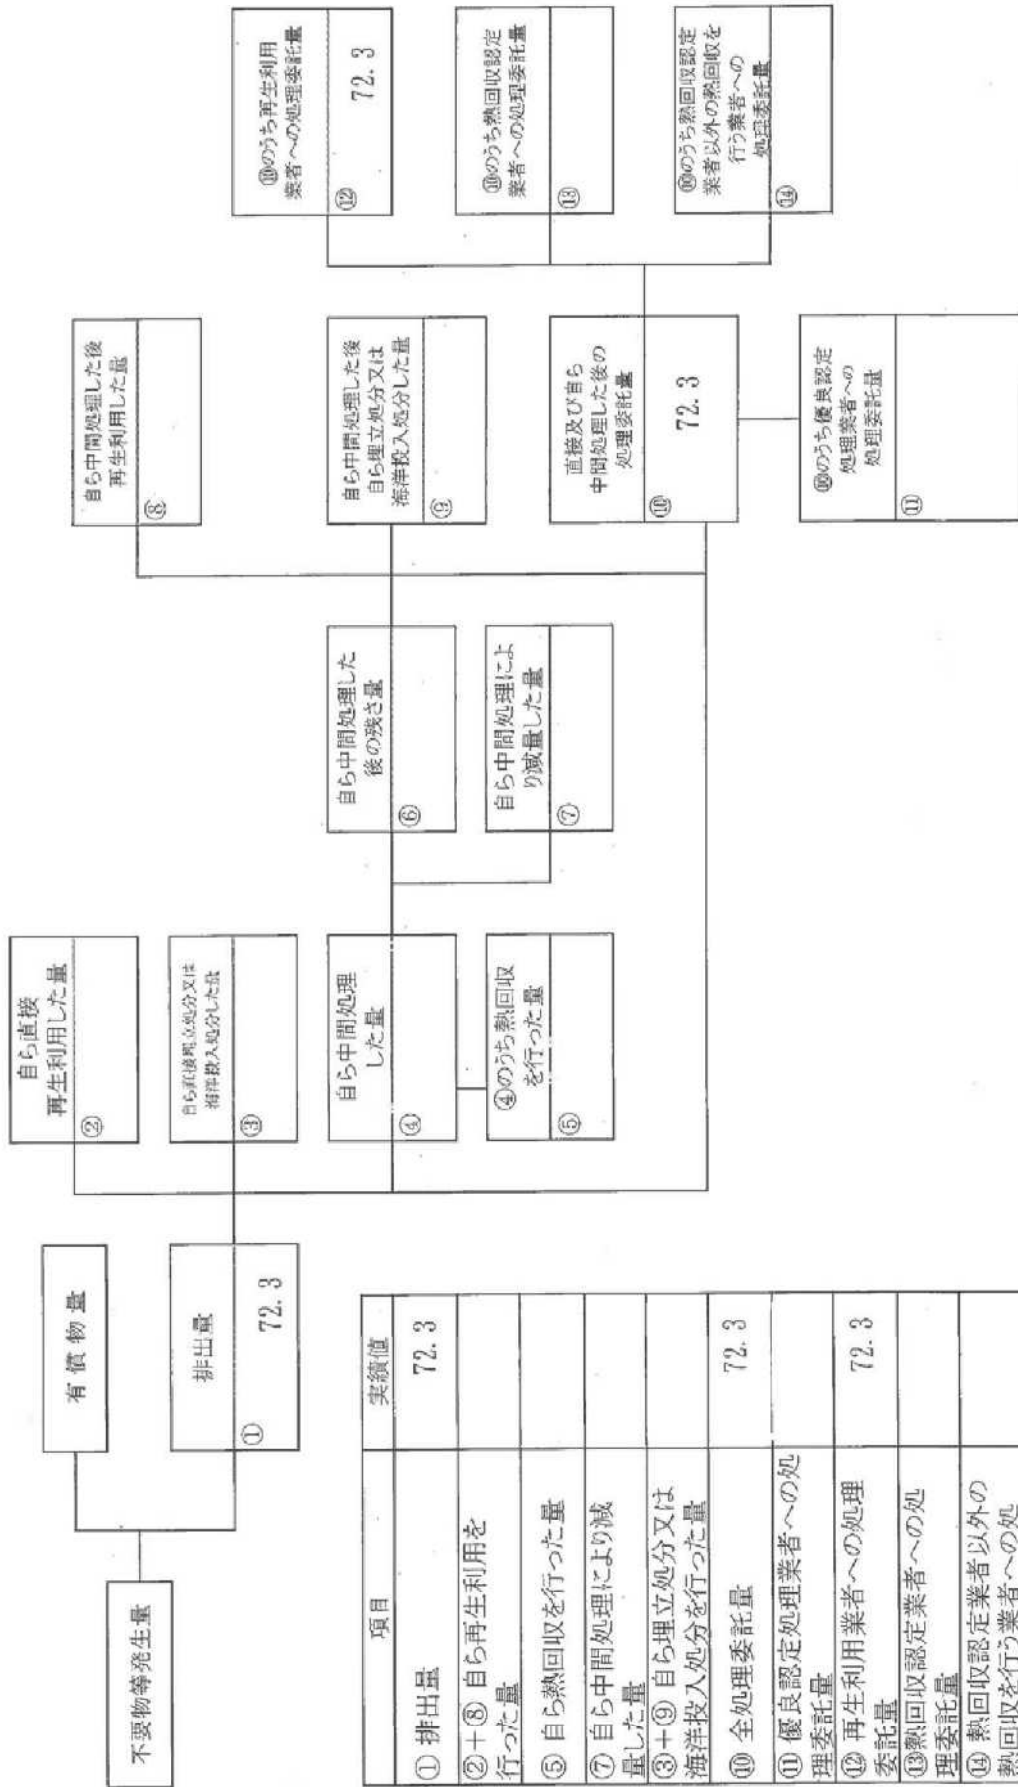 不要物等発生量
有償物量
排出量
①
72.3
自ら直接
再生利用した量
②
自ら直接埋立処分又は
海洋投入処分した量
③
自ら中間処理
した量
④
④のうち熱回収
を行った量
⑤
自ら中間処理した
後の残さ量
⑥
自ら中間処理によ
り減量した量
⑦
自ら中間処理した後
再生利用した量
⑧
自ら中間処理した後
自ら埋立処分又は
海洋投入処分した量
⑨
直接及び自ら
中間処理した後の
処理委託量
⑩
72.3
⑩のうち優良認定
処理業者への
処理委託量
⑪
⑩のうち再生利用
業者への処理委託量
⑫
72.3
⑩のうち熱回収認定
業者への処理委託量
⑬
⑩のうち熱回収認定
業者以外の熱回収を
行う業者への
処理委託量
⑭
項目 実績値
① 排出量 72.3
②+⑧ 自ら再生利用を
行った量
⑤ 自ら熱回収を行った量
⑦ 自ら中間処理により減
量した量
③+⑨ 自ら埋立処分又は
海洋投入処分を行った量
⑩ 全処理委託量 72.3
⑪ 優良認定処理業者への処
理委託量
⑫ 再生利用業者への処理
委託量 72.3
⑬熱回収認定業者への処
理委託量
⑭ 熱回収認定業者以外の
熱回収を行う業者への処